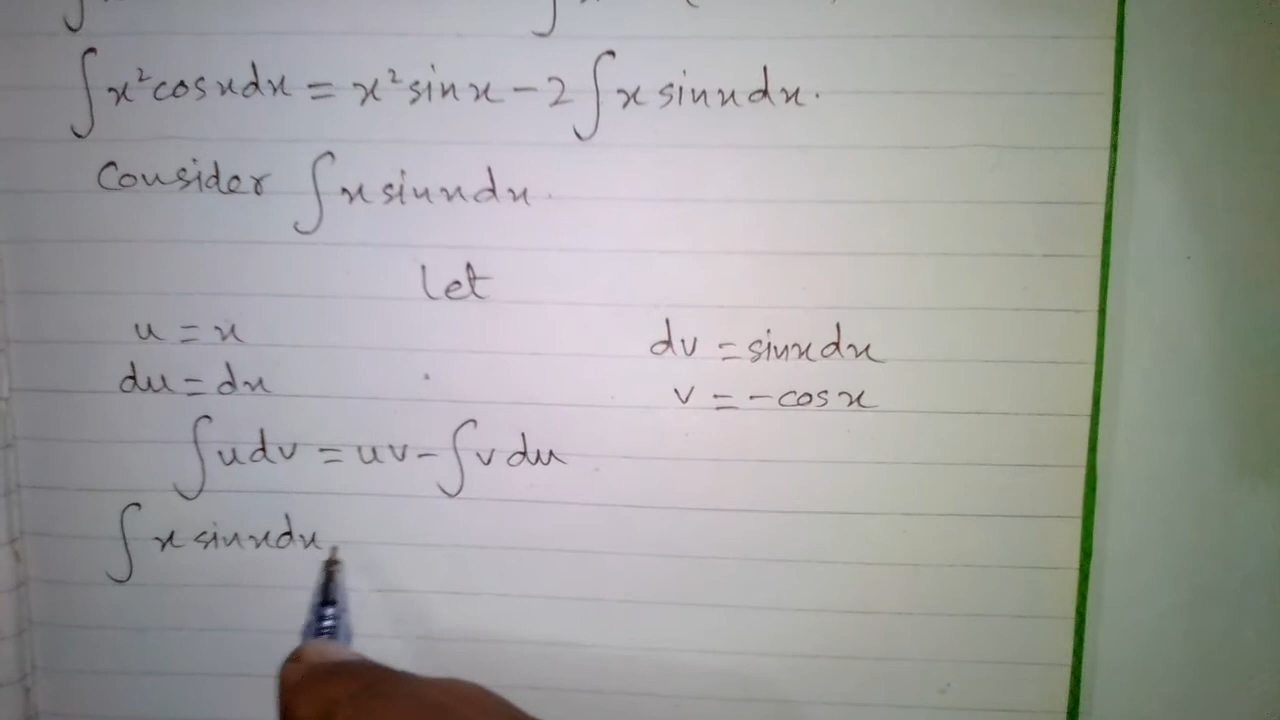 ∫x²cosxdx = x²sinx - 2∫x sinxdx.
Consider ∫x sinxdx.
Let
u = x
dv = sinxdx
du = dx
v = -cosx
∫udv = uv - ∫vdu
∫x sinxdx